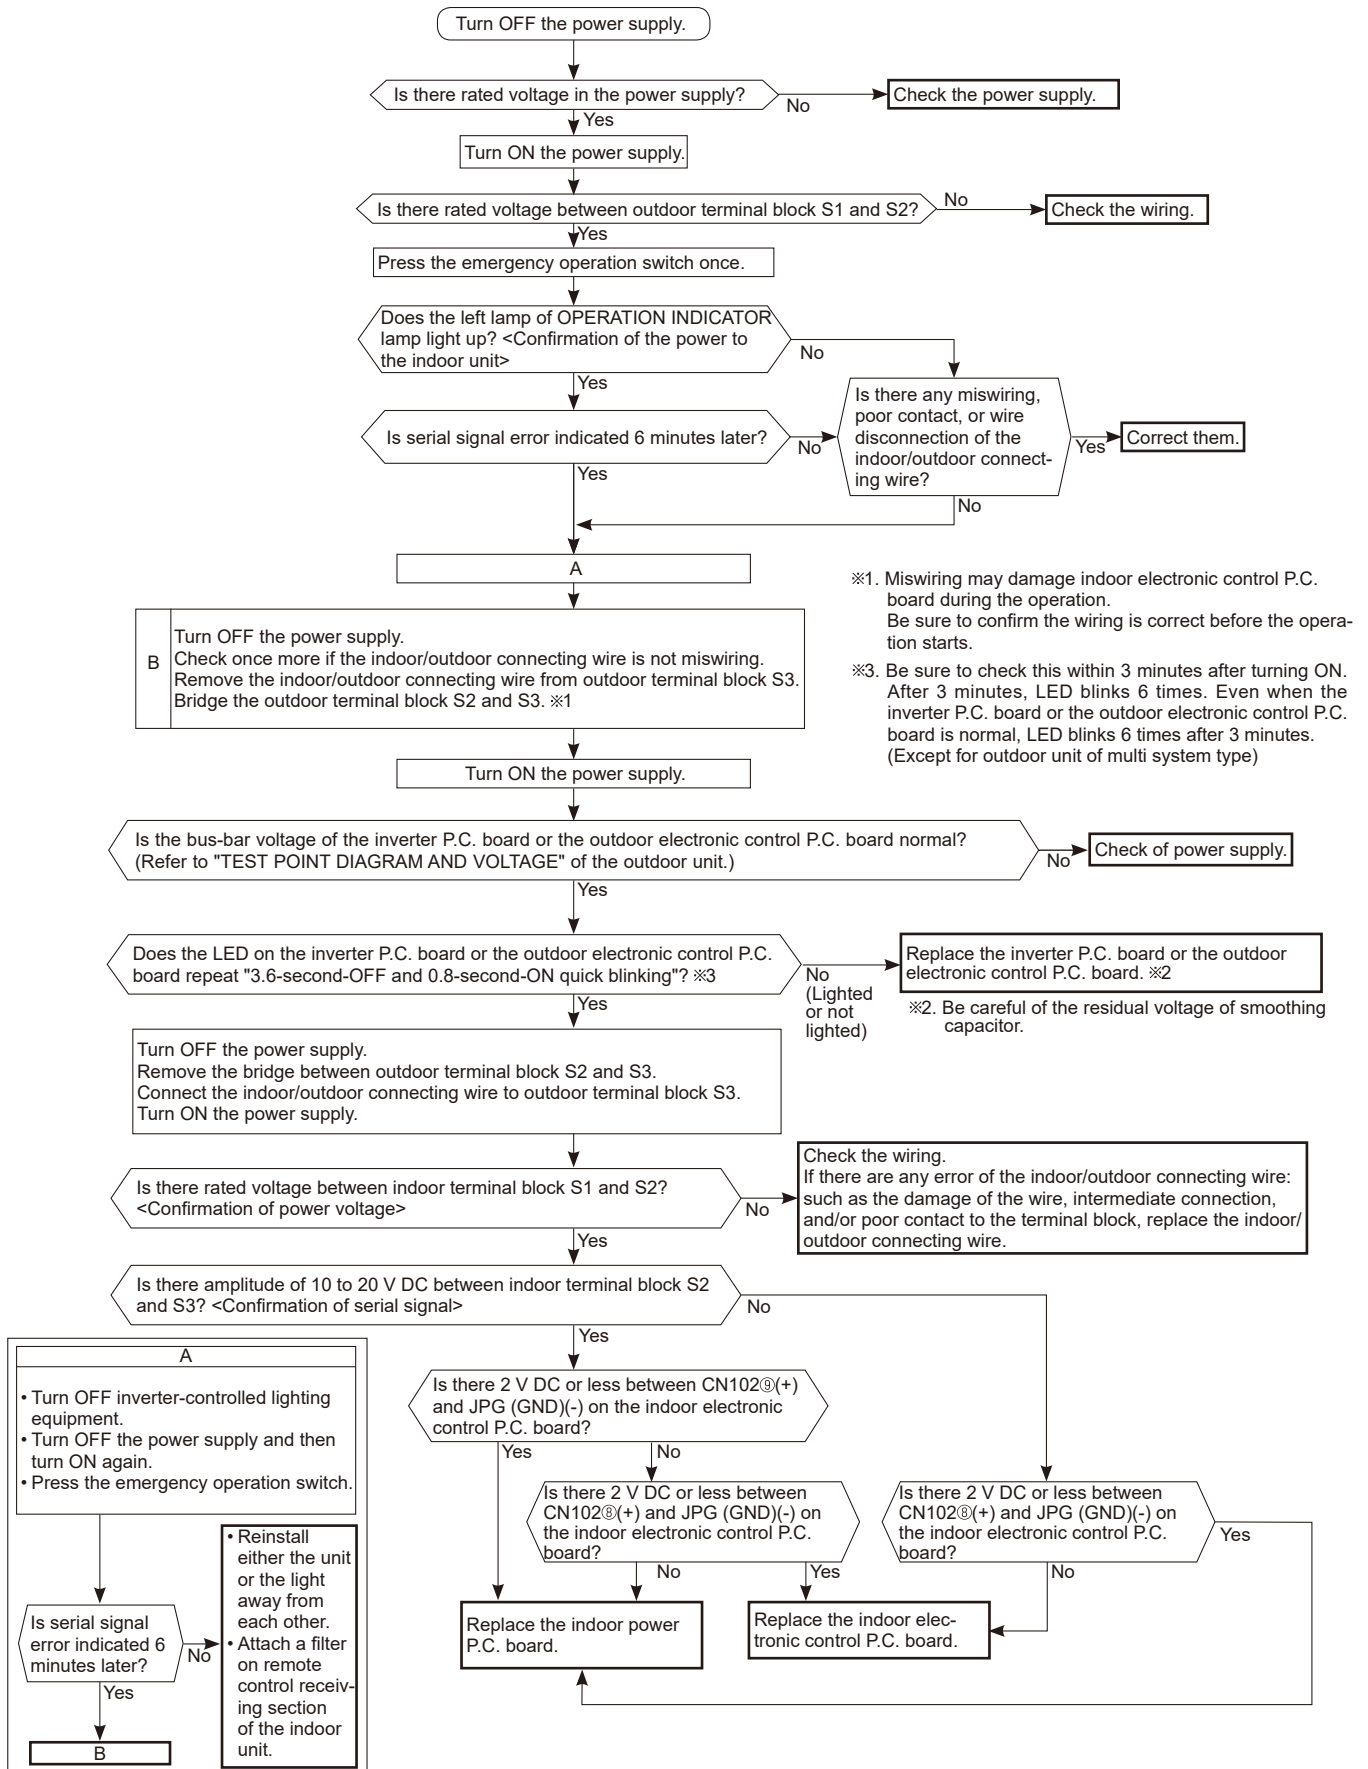 Turn OFF the power supply.
Is there rated voltage in the power supply?
No
Check the power supply.
Yes
Turn ON the power supply.
Is there rated voltage between outdoor terminal block S1 and S2?
No
Check the wiring.
Yes
Press the emergency operation switch once.
Does the left lamp of OPERATION INDICATOR
lamp light up? <Confirmation of the power to
the indoor unit>
No
Yes
Is there any miswiring,
poor contact, or wire
disconnection of the
indoor/outdoor connect-
ing wire?
Is serial signal error indicated 6 minutes later?
No
Yes
Correct them.
Yes
No
A
※1. Miswiring may damage indoor electronic control P.C.
board during the operation.
Be sure to confirm the wiring is correct before the opera-
tion starts.
※3. Be sure to check this within 3 minutes after turning ON.
After 3 minutes, LED blinks 6 times. Even when the
inverter P.C. board or the outdoor electronic control P.C.
board is normal, LED blinks 6 times after 3 minutes.
(Except for outdoor unit of multi system type)
B
Turn OFF the power supply.
Check once more if the indoor/outdoor connecting wire is not miswiring.
Remove the indoor/outdoor connecting wire from outdoor terminal block S3.
Bridge the outdoor terminal block S2 and S3. ※1
Turn ON the power supply.
Is the bus-bar voltage of the inverter P.C. board or the outdoor electronic control P.C. board normal?
(Refer to "TEST POINT DIAGRAM AND VOLTAGE" of the outdoor unit.)
No
Check of power supply.
Yes
Does the LED on the inverter P.C. board or the outdoor electronic control P.C.
board repeat "3.6-second-OFF and 0.8-second-ON quick blinking"? ※3
No
(Lighted
or not
lighted)
Replace the inverter P.C. board or the outdoor
electronic control P.C. board. ※2
※2. Be careful of the residual voltage of smoothing
capacitor.
Yes
Turn OFF the power supply.
Remove the bridge between outdoor terminal block S2 and S3.
Connect the indoor/outdoor connecting wire to outdoor terminal block S3.
Turn ON the power supply.
Is there rated voltage between indoor terminal block S1 and S2?
<Confirmation of power voltage>
No
Check the wiring.
If there are any error of the indoor/outdoor connecting wire:
such as the damage of the wire, intermediate connection,
and/or poor contact to the terminal block, replace the indoor/
outdoor connecting wire.
Yes
Is there amplitude of 10 to 20 V DC between indoor terminal block S2
and S3? <Confirmation of serial signal>
No
Yes
Is there 2 V DC or less between CN102⑨(+)
and JPG (GND)(-) on the indoor electronic
control P.C. board?
Yes
No
Is there 2 V DC or less between
CN102⑧(+) and JPG (GND)(-) on
the indoor electronic control P.C.
board?
No
Yes
Is there 2 V DC or less between
CN102⑧(+) and JPG (GND)(-) on
the indoor electronic control P.C.
board?
Yes
No
Replace the indoor power
P.C. board.
Replace the indoor elec-
tronic control P.C. board.
A
• Turn OFF inverter-controlled lighting
equipment.
• Turn OFF the power supply and then
turn ON again.
• Press the emergency operation switch.
Is serial signal
error indicated 6
minutes later?
No
Yes
B
• Reinstall
either the unit
or the light
away from
each other.
• Attach a filter
on remote
control receiv-
ing section
of the indoor
unit.